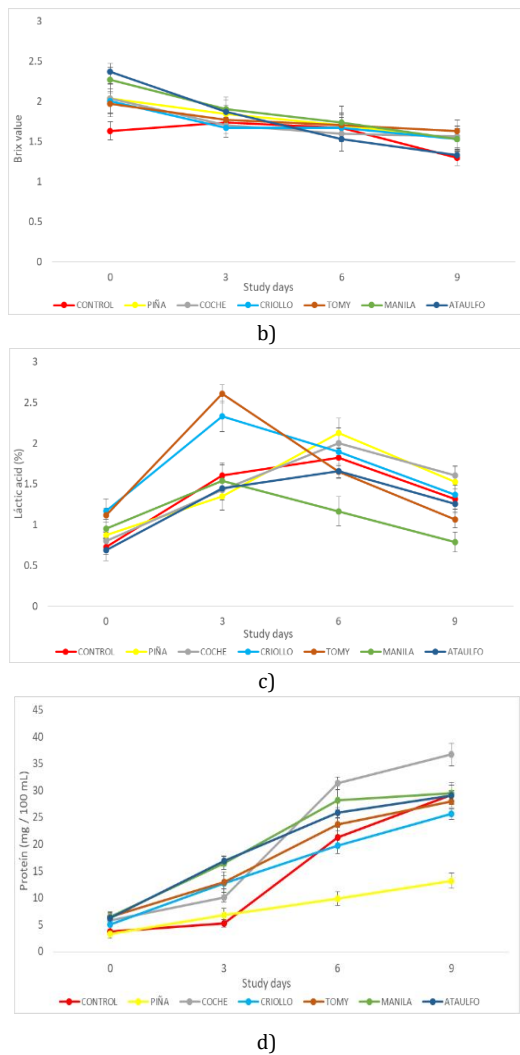 3
2.5
2
1.5
1
0.5
0
Brix value
0 3 6 9
Study days
CONTROL PIÑA COCHE CRIOLLO TOMY MANILA ATAULFO
b)
3
2.5
2
1.5
1
0.5
0
Láctic acid (%)
0 3 6 9
Study days
CONTROL PIÑA COCHE CRIOLLO TOMY MANILA ATAULFO
c)
45
40
35
30
25
20
15
10
5
0
Protein (mg / 100 mL)
0 3 6 9
Study days
CONTROL PIÑA COCHE CRIOLLO TOMY MANILA ATAULFO
d)